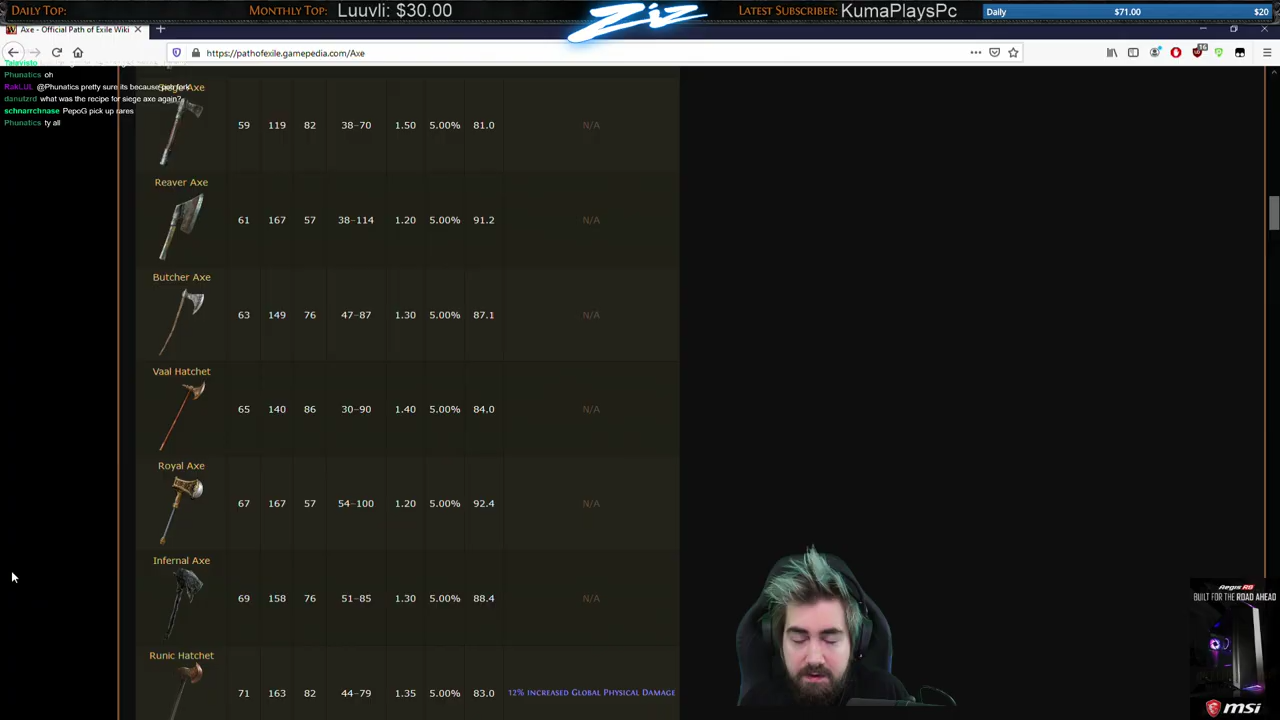 Daily Top:
Monthly Top: Luuvli: $30.00
Ziz
Latest Subscriber: KumaPlaysPc
Daily $71.00 $20
Axe - Official Path of Exile Wiki
https://pathofexile.gamepedia.com/Axe
Phunatics oh
@Phunatics pretty sure its because
danutzrd what was the recipe for siege axe again?
schnarrchnase PepoG pick up rares
Phunatics ty all
Siege Axe
59 119 82 38–70 1.50 5.00% 81.0 N/A
Reaver Axe
61 167 57 38–114 1.20 5.00% 91.2 N/A
Butcher Axe
63 149 76 47–87 1.30 5.00% 87.1 N/A
Vaal Hatchet
65 140 86 30–90 1.40 5.00% 84.0 N/A
Royal Axe
67 167 57 54–100 1.20 5.00% 92.4 N/A
Infernal Axe
69 158 76 51–85 1.30 5.00% 88.4 N/A
Runic Hatchet
71 163 82 44–79 1.35 5.00% 83.0 12% increased Global Physical Damage
Aegis RS
BUILT FOR THE ROAD AHEAD
msi